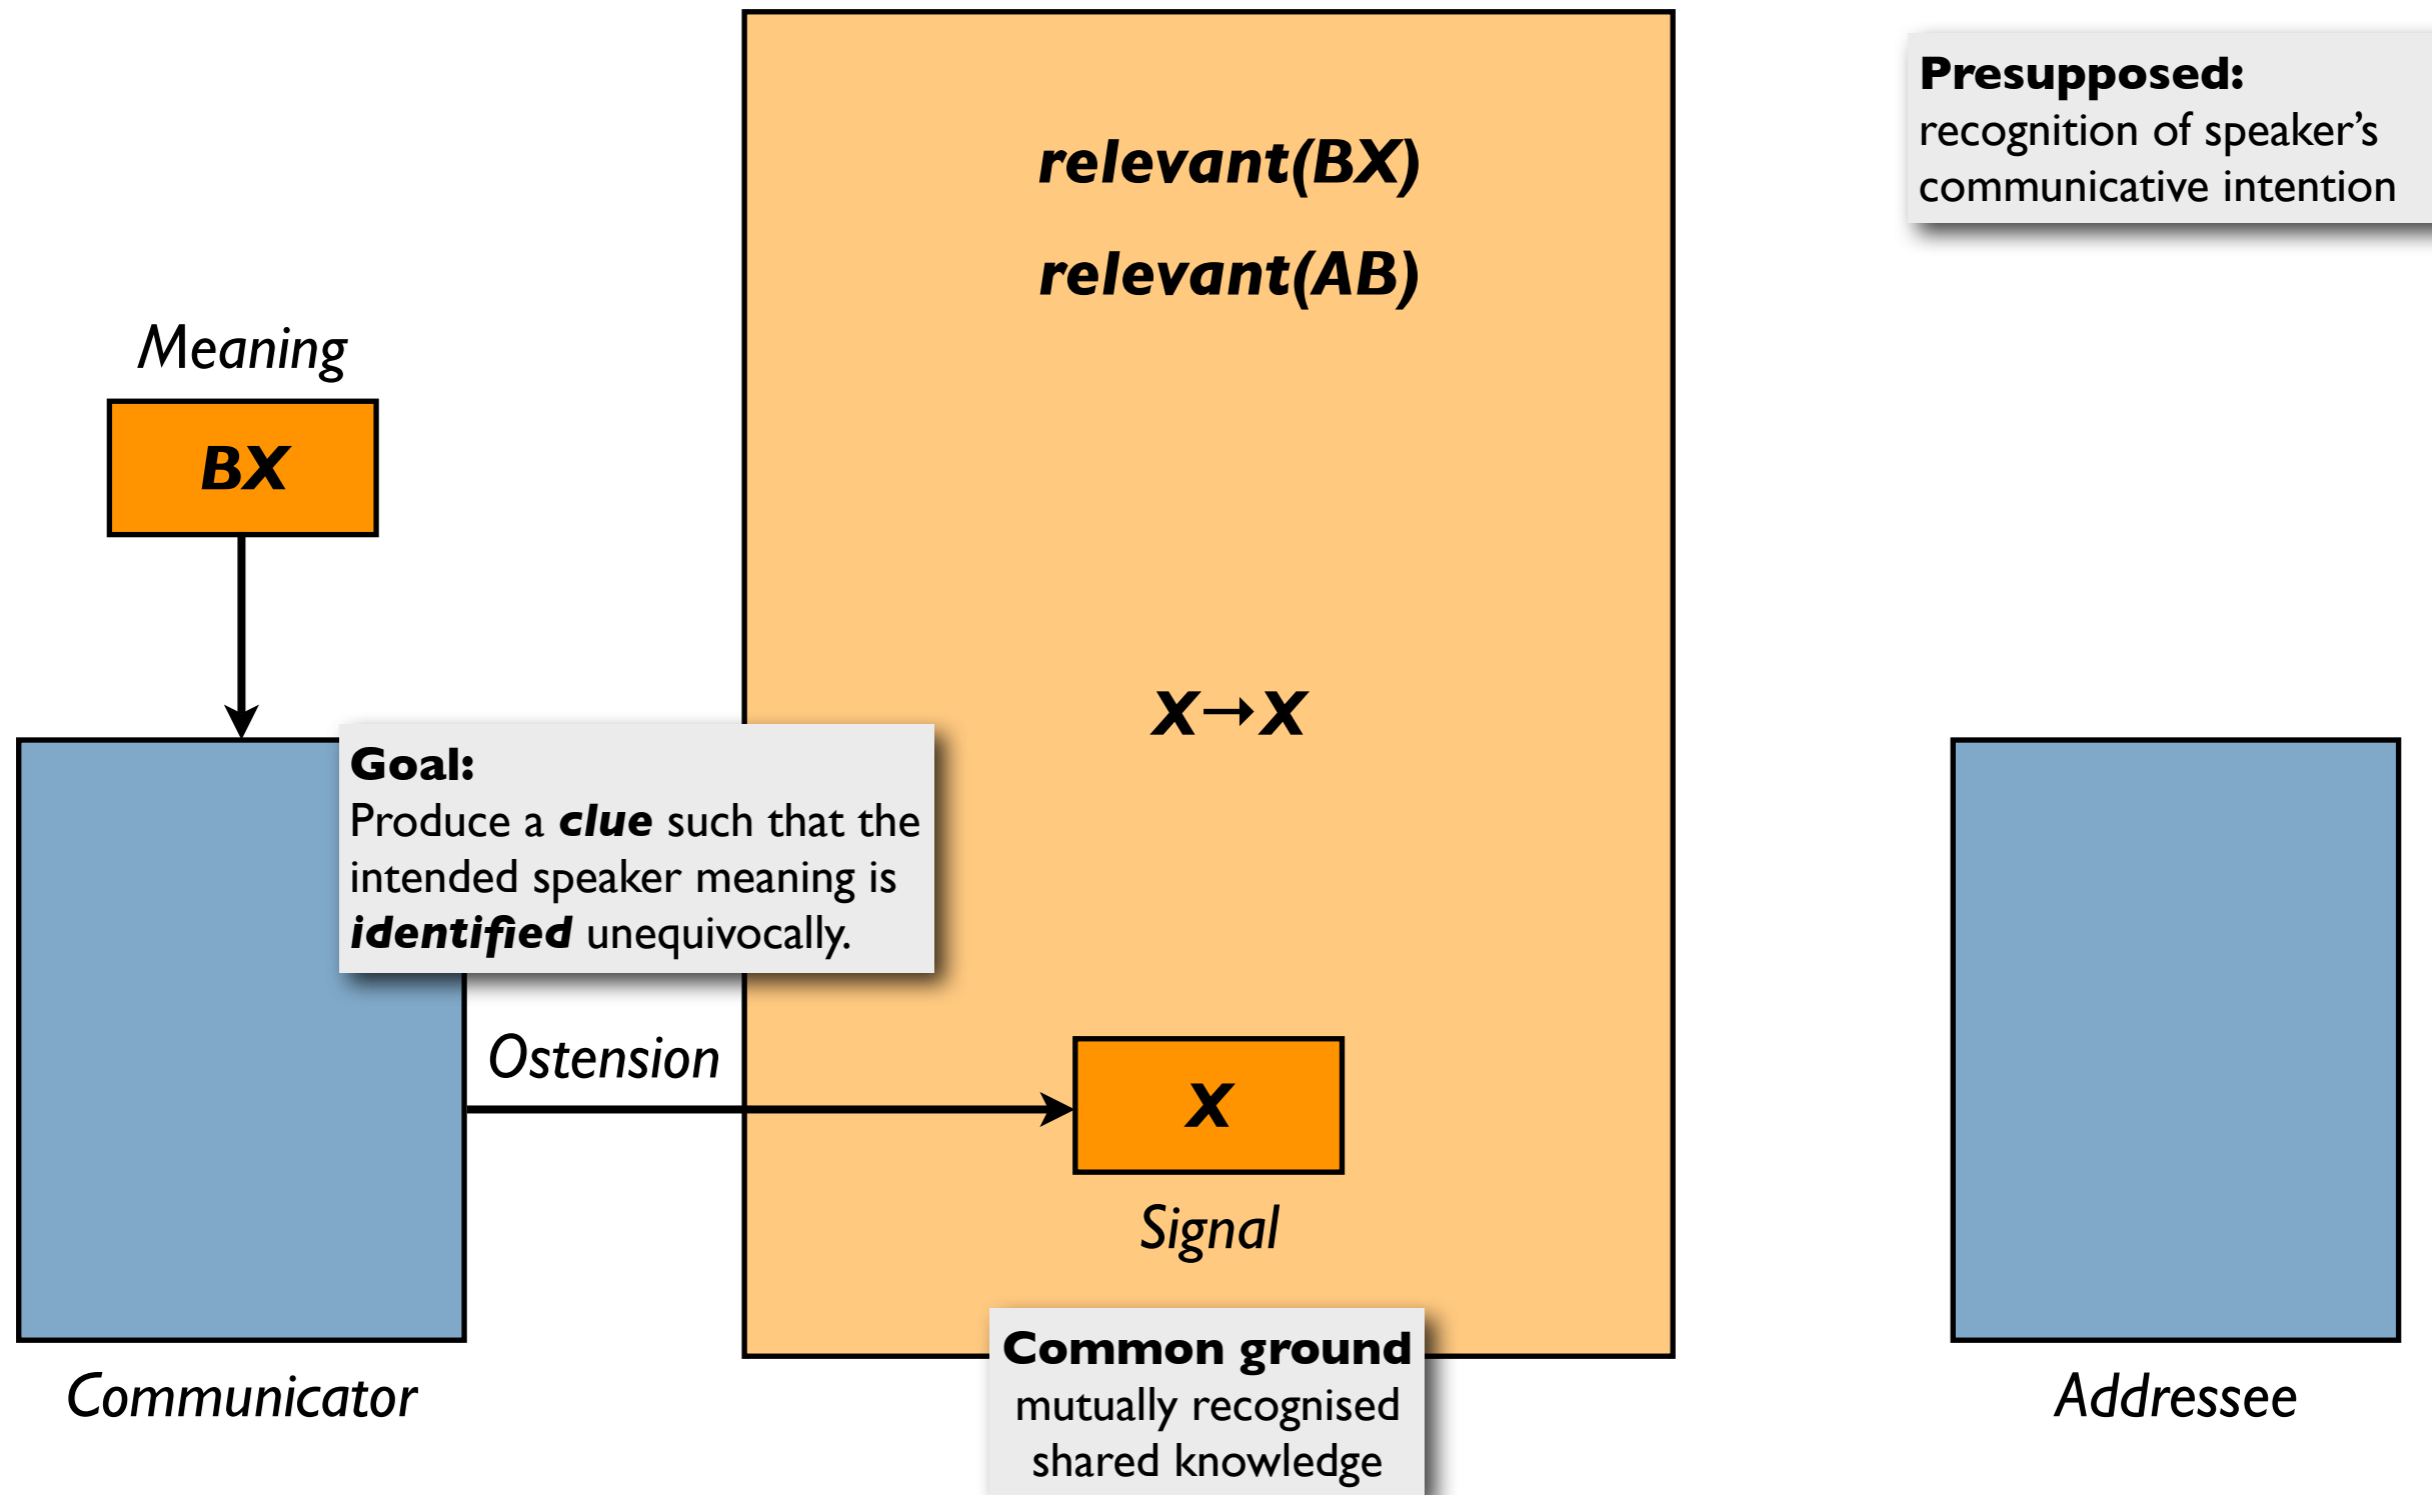 Presupposed:
recognition of speaker’s
communicative intention
relevant(BX)
relevant(AB)
Meaning
BX
X→X
Goal:
Produce a clue such that the
intended speaker meaning is
identified unequivocally.
Ostension
X
Signal
Common ground
mutually recognised
shared knowledge
Communicator
Addressee